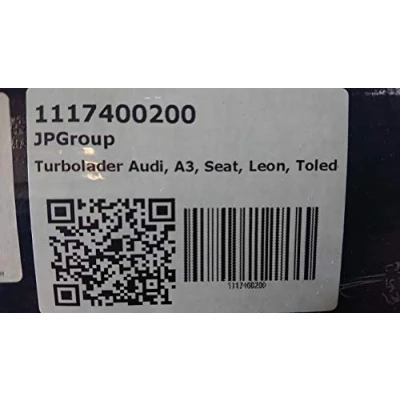 1117400200
JPGroup
Turbolader Audi, A3, Seat, Leon, Toled
1117400200